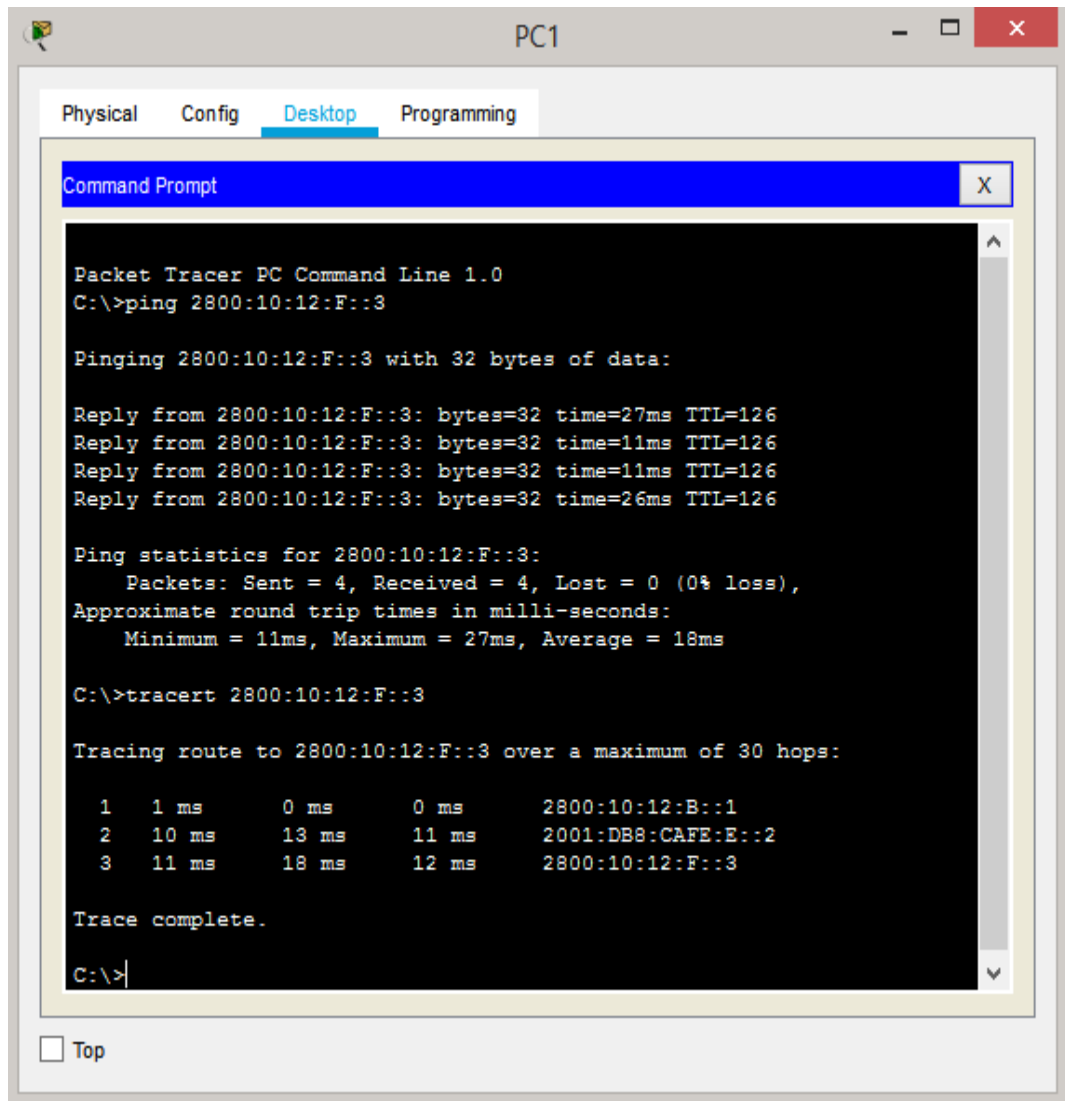 PC1
Physical Config Desktop Programming
Command Prompt X
Packet Tracer PC Command Line 1.0
C:\>ping 2800:10:12:F::3
Pinging 2800:10:12:F::3 with 32 bytes of data:
Reply from 2800:10:12:F::3: bytes=32 time=27ms TTL=126
Reply from 2800:10:12:F::3: bytes=32 time=11ms TTL=126
Reply from 2800:10:12:F::3: bytes=32 time=11ms TTL=126
Reply from 2800:10:12:F::3: bytes=32 time=26ms TTL=126
Ping statistics for 2800:10:12:F::3:
Packets: Sent = 4, Received = 4, Lost = 0 (0% loss),
Approximate round trip times in milli-seconds:
Minimum = 11ms, Maximum = 27ms, Average = 18ms
C:\>tracert 2800:10:12:F::3
Tracing route to 2800:10:12:F::3 over a maximum of 30 hops:
1 1 ms 0 ms 0 ms 2800:10:12:B::1
2 10 ms 13 ms 11 ms 2001:DB8:CAFE:E::2
3 11 ms 18 ms 12 ms 2800:10:12:F::3
Trace complete.
C:\>
Top